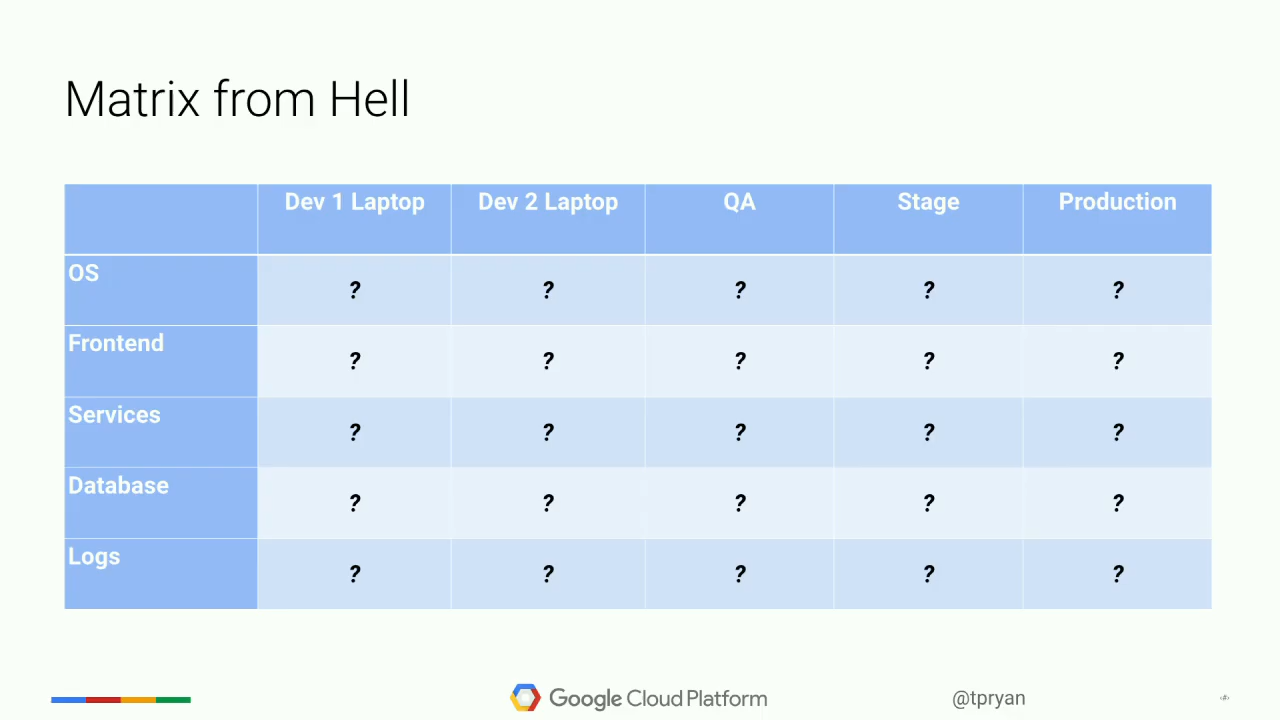 Matrix from Hell
Dev 1 Laptop Dev 2 Laptop QA Stage Production
OS ? ? ? ? ?
Frontend ? ? ? ? ?
Services ? ? ? ? ?
Database ? ? ? ? ?
Logs ? ? ? ? ?
Google Cloud Platform @tpryan